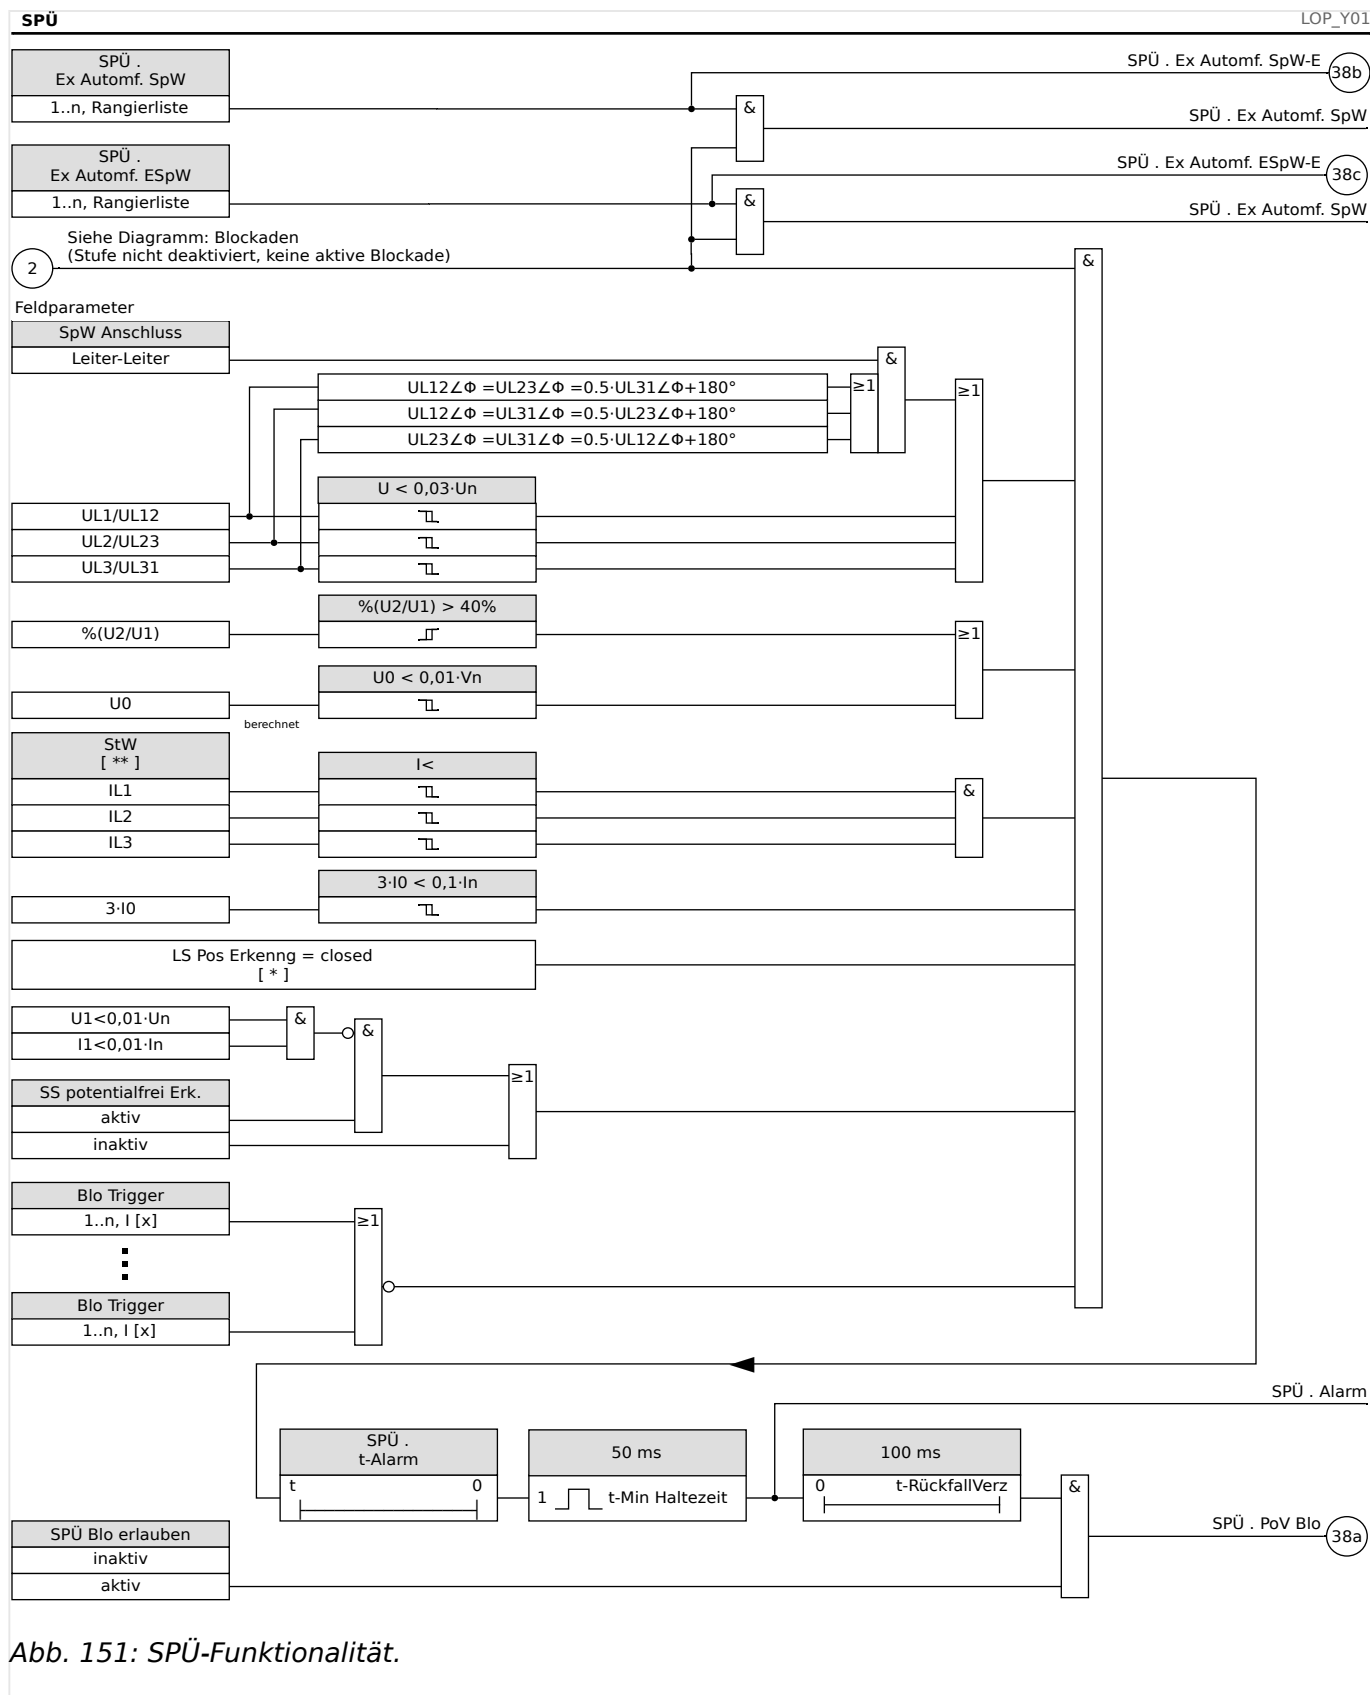 SPÜ
LOP_Y01
SPÜ .
Ex Automf. SpW
1..n, Rangierliste
&
SPÜ . Ex Automf. SpW-E
38b
SPÜ . Ex Automf. SpW
SPÜ .
Ex Automf. ESpW
1..n, Rangierliste
&
SPÜ . Ex Automf. ESpW-E
38c
SPÜ . Ex Automf. SpW
Siehe Diagramm: Blockaden
(Stufe nicht deaktiviert, keine aktive Blockade)
2
&
Feldparameter
SpW Anschluss
Leiter-Leiter
&
UL12∠Φ =UL23∠Φ =0.5·UL31∠Φ+180°
≥1
≥1
UL12∠Φ =UL31∠Φ =0.5·UL23∠Φ+180°
UL23∠Φ =UL31∠Φ =0.5·UL12∠Φ+180°
U < 0,03·Un
UL1/UL12
UL2/UL23
UL3/UL31
%(U2/U1) > 40%
%(U2/U1)
≥1
U0 < 0,01·Vn
U0
berechnet
StW
[ ** ]
I<
IL1
&
IL2
IL3
3·I0 < 0,1·In
3·I0
LS Pos Erkenng = closed
[ * ]
U1<0,01·Un
&
&
I1<0,01·In
SS potentialfrei Erk.
≥1
aktiv
inaktiv
Blo Trigger
1..n, I [x]
≥1
Blo Trigger
1..n, I [x]
SPÜ . Alarm
SPÜ .
t-Alarm
t 0
50 ms
1 t-Min Haltezeit
100 ms
0 t-RückfallVerz
&
SPÜ Blo erlauben
inaktiv
aktiv
SPÜ . PoV Blo
38a
Abb. 151: SPÜ-Funktionalität.